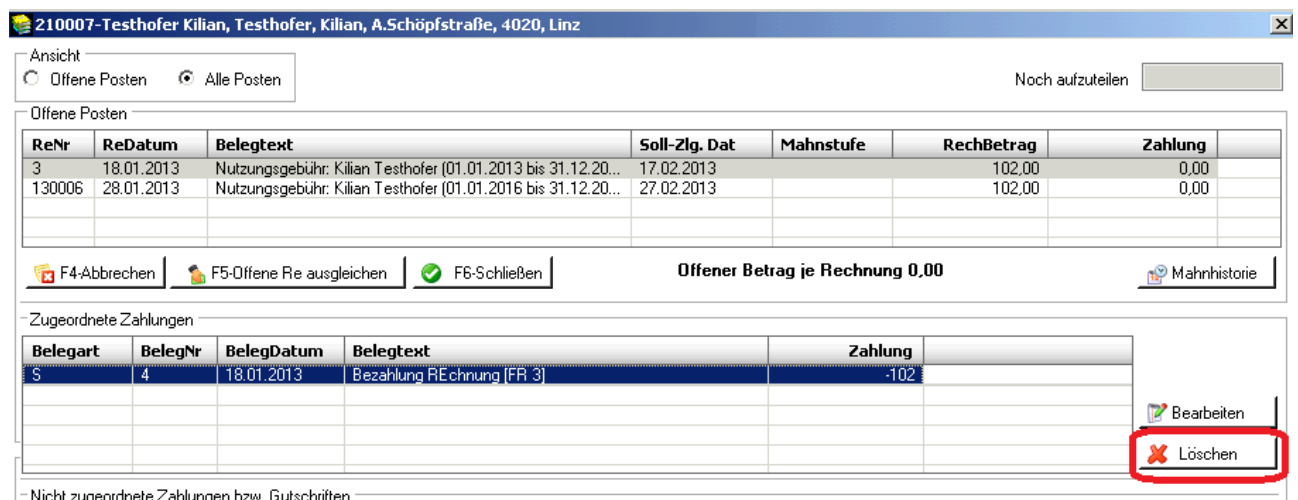 210007-Testhofer Kilian, Testhofer, Kilian, A.Schöpfstraße, 4020, Linz
Ansicht
Offene Posten Alle Posten Noch aufzuteilen
Offene Posten
ReNr ReDatum Belegtext Soll-Zlg. Dat Mahnstufe RechBetrag Zahlung
3 18.01.2013 Nutzungsgebühr: Kilian Testhofer (01.01.2013 bis 31.12.20... 17.02.2013 102,00 0,00
130006 28.01.2013 Nutzungsgebühr: Kilian Testhofer (01.01.2016 bis 31.12.20... 27.02.2013 102,00 0,00
F4-Abbrechen F5-Offene Re ausgleichen F6-Schließen Offener Betrag je Rechnung 0,00 Mahnhistorie
Zugeordnete Zahlungen
Belegart BelegNr BelegDatum Belegtext Zahlung
S 4 18.01.2013 Bezahlung REchnung [FR 3] -102
Bearbeiten
Löschen
Nicht zugeordnete Zahlungen bzw. Gutschriften